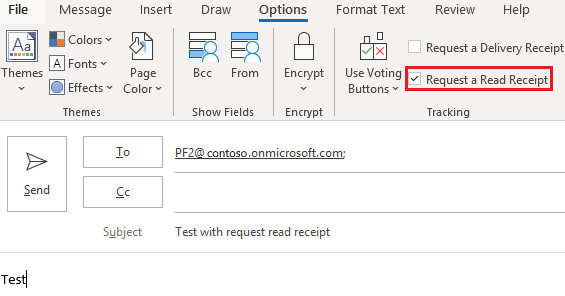 File Message Insert Draw Options Format Text Review Help
Aa Colors
A Fonts
Effects
Themes
Page
Color
Bcc
From
Encrypt
Use Voting
Buttons
Request a Delivery Receipt
Request a Read Receipt
Themes Show Fields Encrypt Tracking
Send
To PF2@contoso.onmicrosoft.com;
Cc
Subject Test with request read receipt
Test